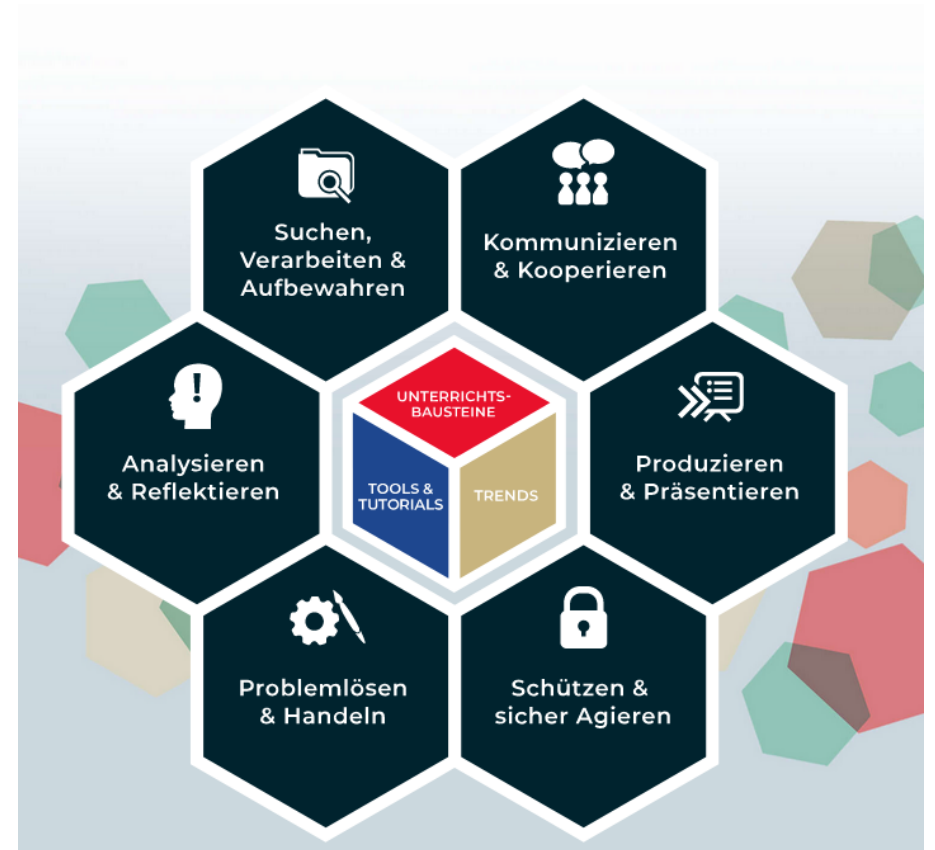 Suchen,
Verarbeiten &
Aufbewahren
Kommunizieren
& Kooperieren
UNTERRICHTS-
BAUSTEINE
TOOLS &
TUTORIALS
TRENDS
Analysieren
& Reflektieren
Produzieren
& Präsentieren
Problemlösen
& Handeln
Schützen &
sicher Agieren